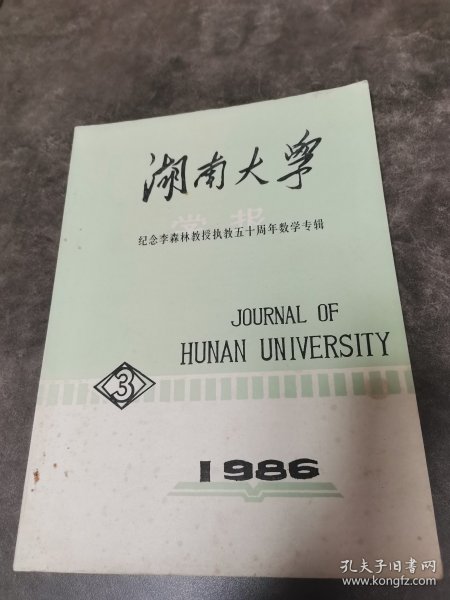 湖南大學
学报
纪念李森林教授执教五十周年数学专辑
JOURNAL OF
HUNAN UNIVERSITY
3
1986
孔夫子旧书网
www.kongfz.com